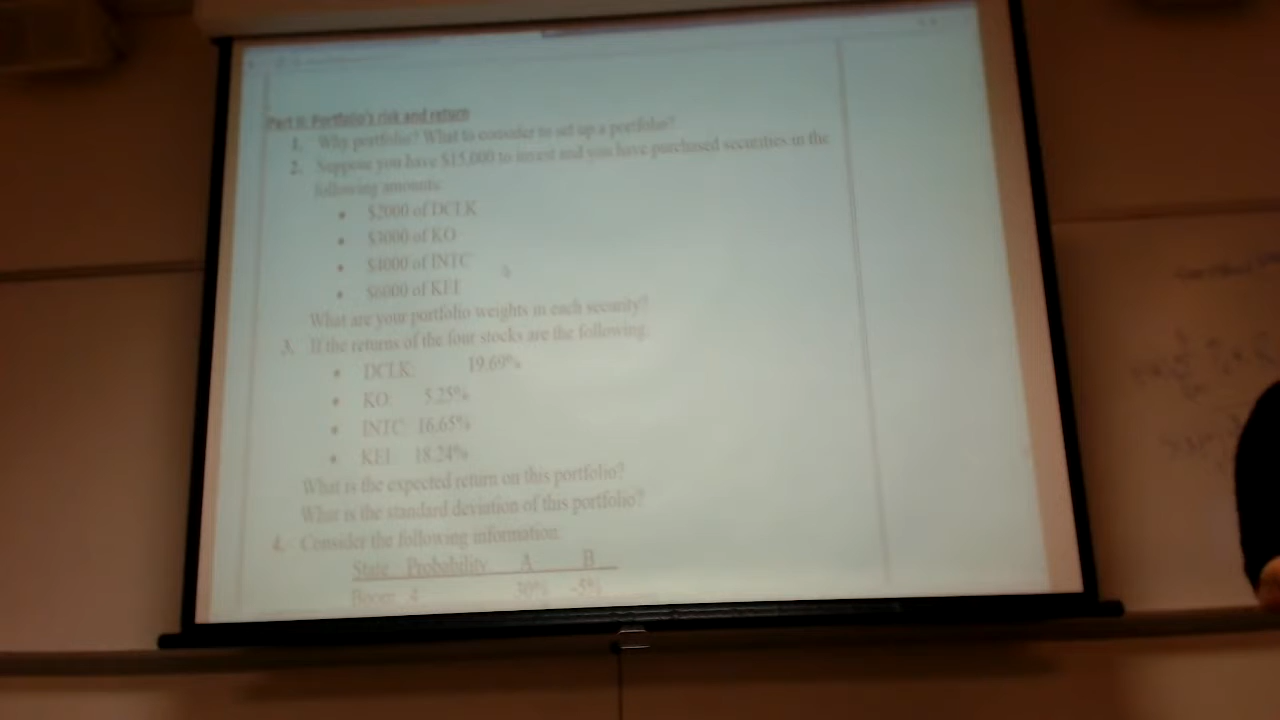 Part II: Portfolio's risk and return
1. Why portfolio? What to consider to set up a portfolio?
2. Suppose you have $15,000 to invest and you have purchased securities in the
following amounts:
• $2000 of DCLK
• $3000 of KO
• $4000 of INTC
• $6000 of KEI
What are your portfolio weights in each security?
3. If the returns of the four stocks are the following:
• DCLK: 19.69%
• KO: 5.25%
• INTC: 16.65%
• KEI: 18.24%
What is the expected return on this portfolio?
What is the standard deviation of this portfolio?
4. Consider the following information:
State Probability A B
Boom .4 30% -5%